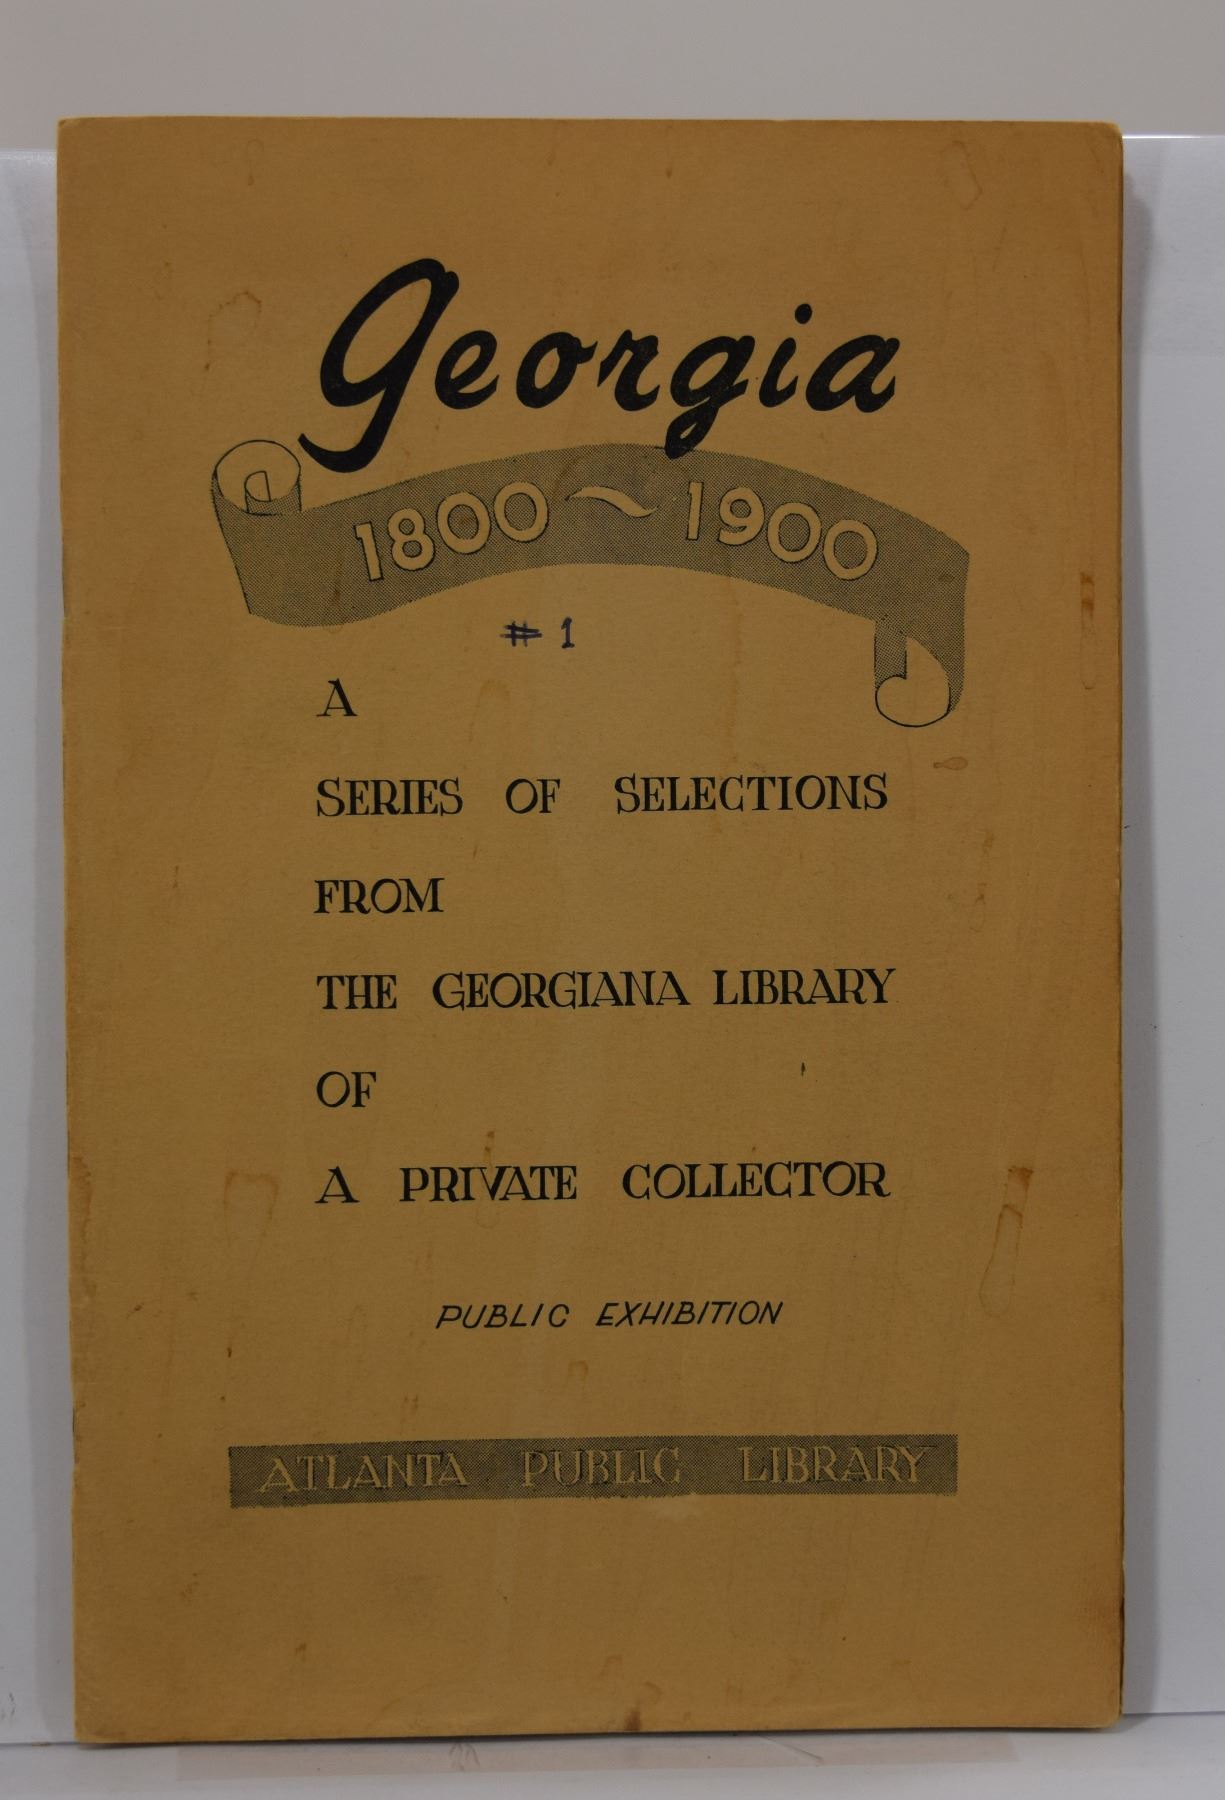 Georgia
1800~1900
# 1
A
SERIES OF SELECTIONS
FROM
THE GEORGIANA LIBRARY
OF
A PRIVATE COLLECTOR
PUBLIC EXHIBITION
ATLANTA PUBLIC LIBRARY